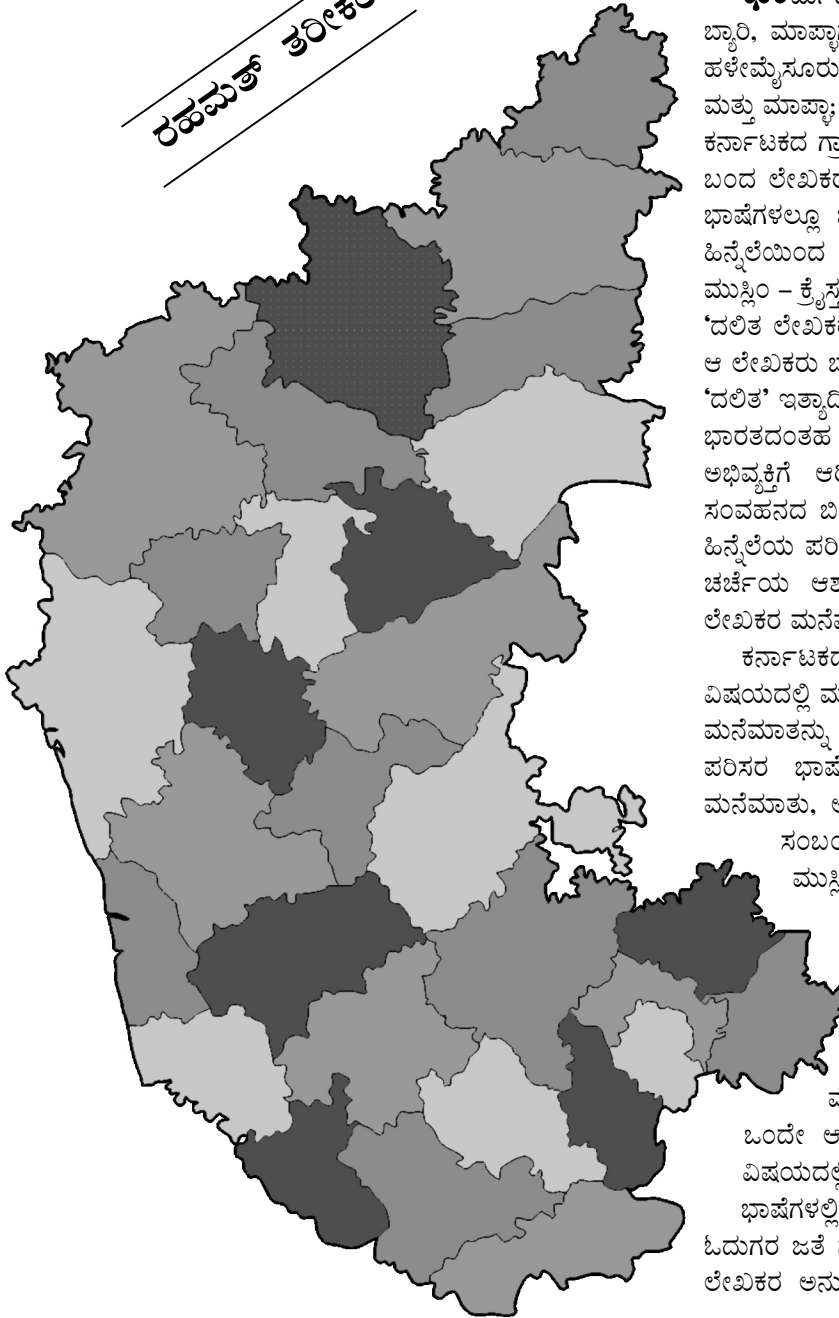 ರಹಮತ್ ತರೀಕೆರೆ
ಬ್ಯಾರಿ, ಮಾಪ್ಳಾ
ಹಳೇಮೈಸೂರು
ಮತ್ತು ಮಾಪ್ಳಾ;
ಕರ್ನಾಟಕದ
ಬಂದ ಲೇಖಕರ
ಭಾಷೆಗಳಲ್ಲೂ
ಹಿನ್ನೆಲೆಯಿಂದ
ಮುಸ್ಲಿಂ – ಕ್ರೈಸ್ತ
‘ದಲಿತ ಲೇಖಕರ
ಆ ಲೇಖಕರು
‘ದಲಿತ’ ಇತ್ಯಾದಿ
ಭಾರತದಂತಹ
ಅಭಿವ್ಯಕ್ತಿಗೆ
ಸಂವಹನದ
ಹಿನ್ನೆಲೆಯ ಪರಿ
ಚರ್ಚೆಯ
ಲೇಖಕರ ಮನೆಮ
ಕರ್ನಾಟಕದ
ವಿಷಯದಲ್ಲಿ
ಮನೆಮಾತನ್ನು
ಪರಿಸರ ಭಾಷೆ
ಮನೆಮಾತು,
ಸಂಬಂ
ಮುಸ್ಲಿ
ಒಂದೇ
ವಿಷಯದಲ್ಲಿ
ಭಾಷೆಗಳಲ್ಲಿ
ಓದುಗರ ಜತೆ
ಲೇಖಕರ ಅನು